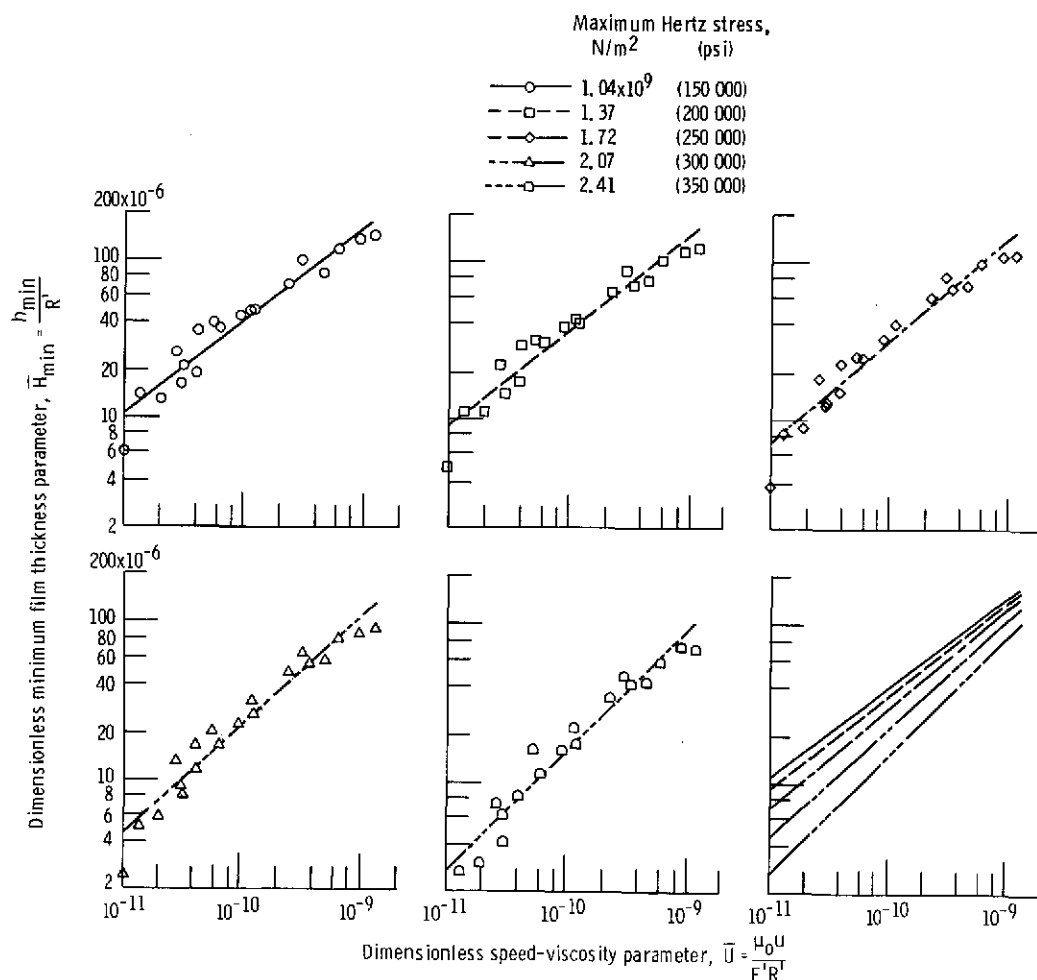 Maximum Hertz stress,
N/m² (psi)
1.04x10⁹ (150 000)
1.37 (200 000)
1.72 (250 000)
2.07 (300 000)
2.41 (350 000)
200x10⁻⁶
100
80
60
40
20
10
8
6
4
2
200x10⁻⁶
100
80
60
40
20
10
8
6
4
2
Dimensionless minimum film thickness parameter, H̅min = hmin/R'
10⁻¹¹ 10⁻¹⁰ 10⁻⁹ 10⁻¹¹ 10⁻¹⁰ 10⁻⁹ 10⁻¹¹ 10⁻¹⁰ 10⁻⁹
Dimensionless speed-viscosity parameter, U̅ = μ₀u/E'R'